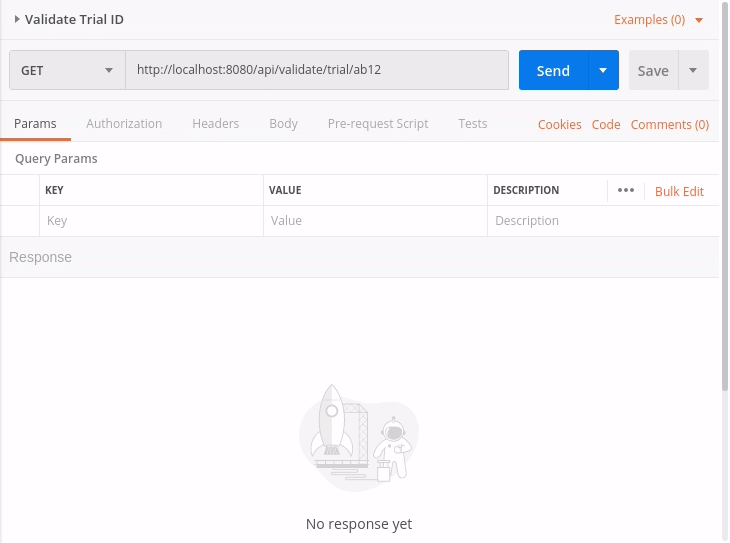 Validate Trial ID Examples (0)
GET http://localhost:8080/api/validate/trial/ab12 Send Save
Params Authorization Headers Body Pre-request Script Tests Cookies Code Comments (0)
Query Params
KEY VALUE DESCRIPTION ••• Bulk Edit
Key Value Description
Response
No response yet